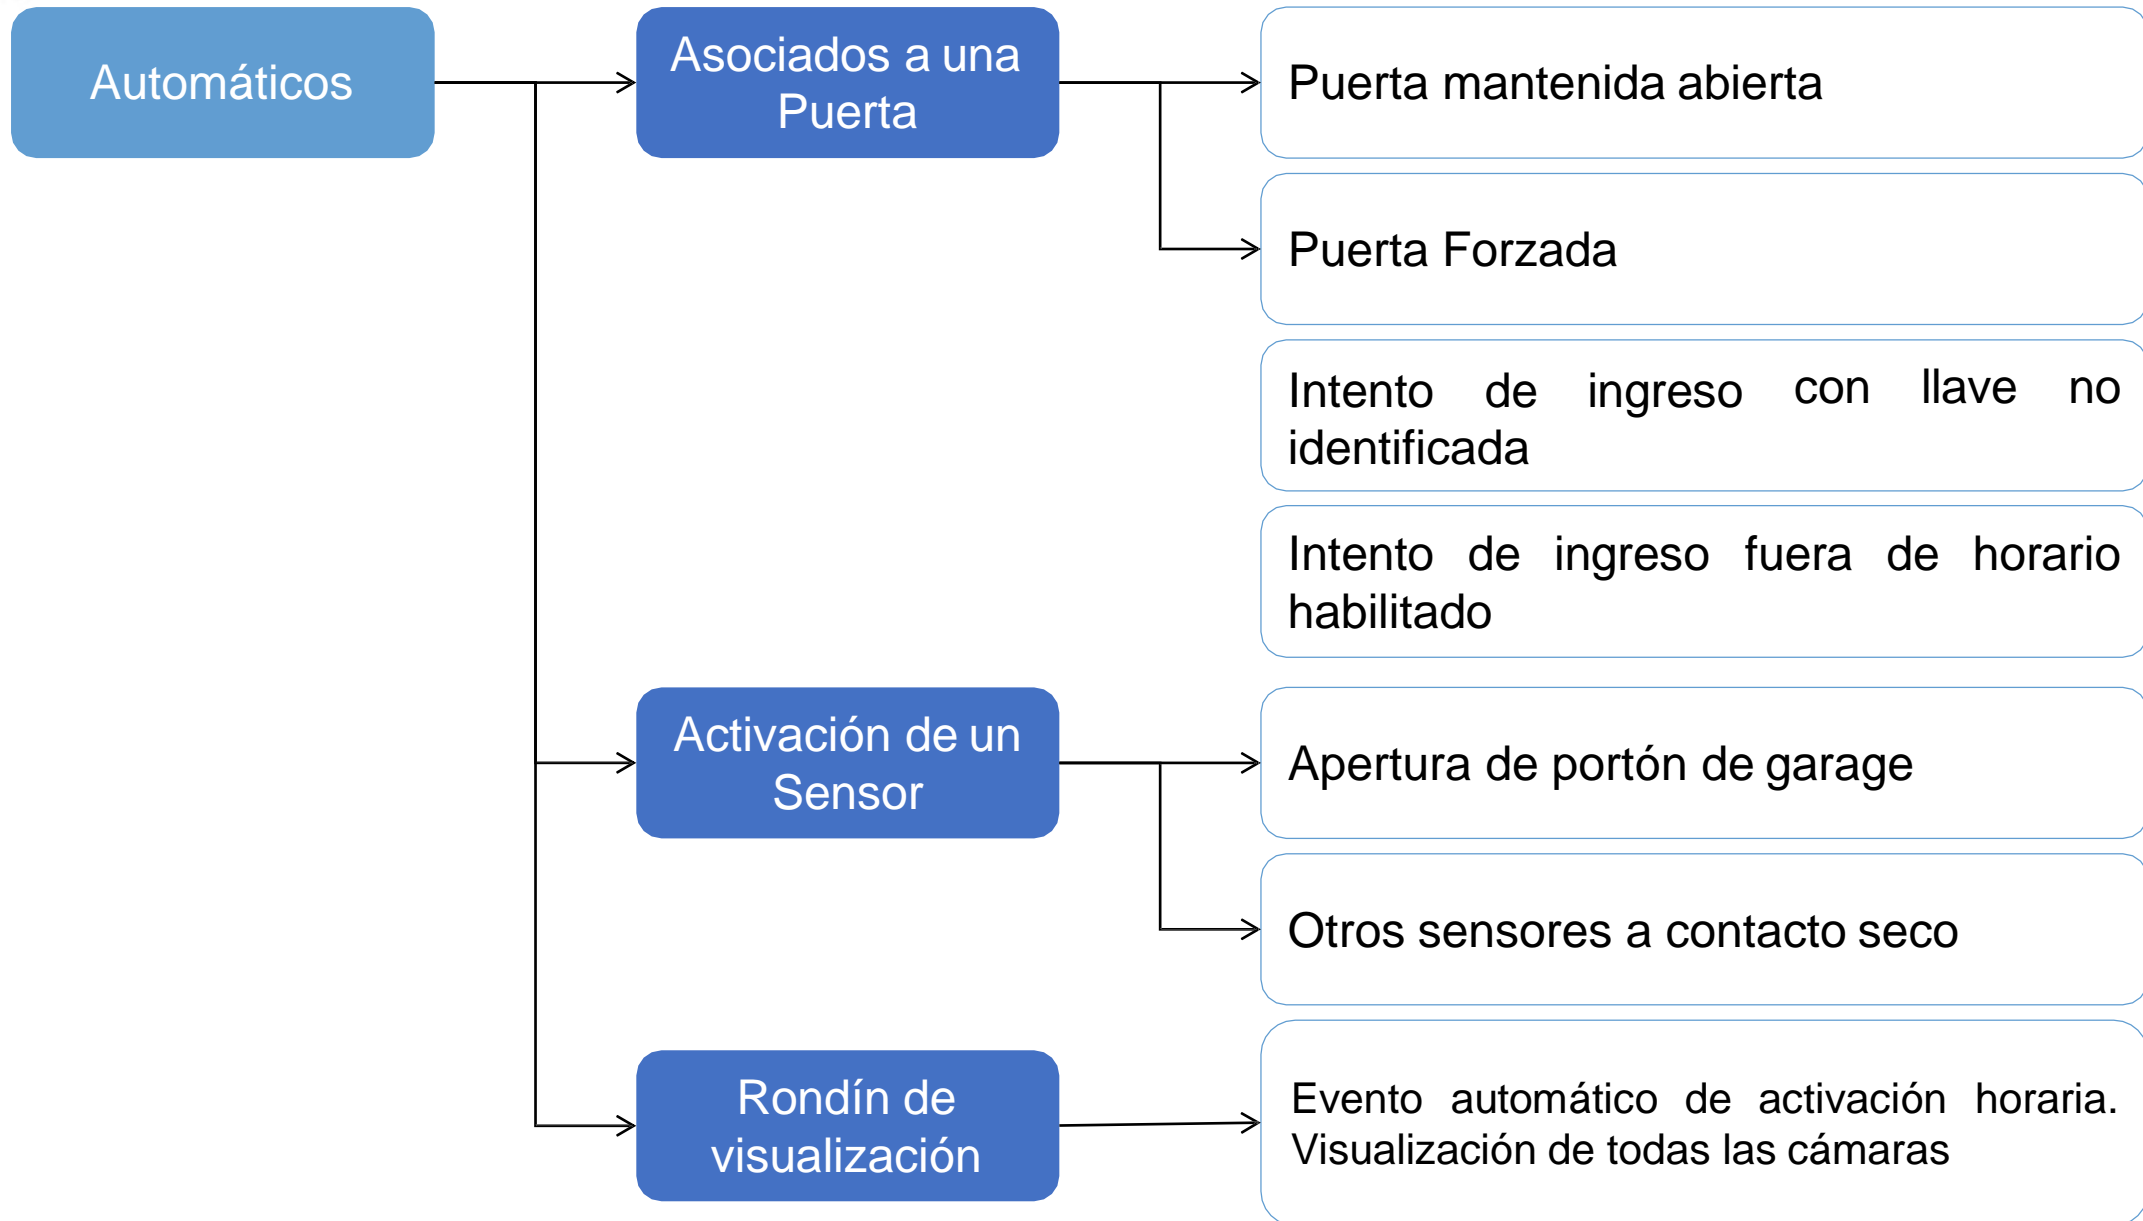 Automáticos
Asociados a una
Puerta
Puerta mantenida abierta
Puerta Forzada
Intento de ingreso con llave no
identificada
Intento de ingreso fuera de horario
habilitado
Activación de un
Sensor
Apertura de portón de garage
Otros sensores a contacto seco
Rondín de
visualización
Evento automático de activación horaria.
Visualización de todas las cámaras